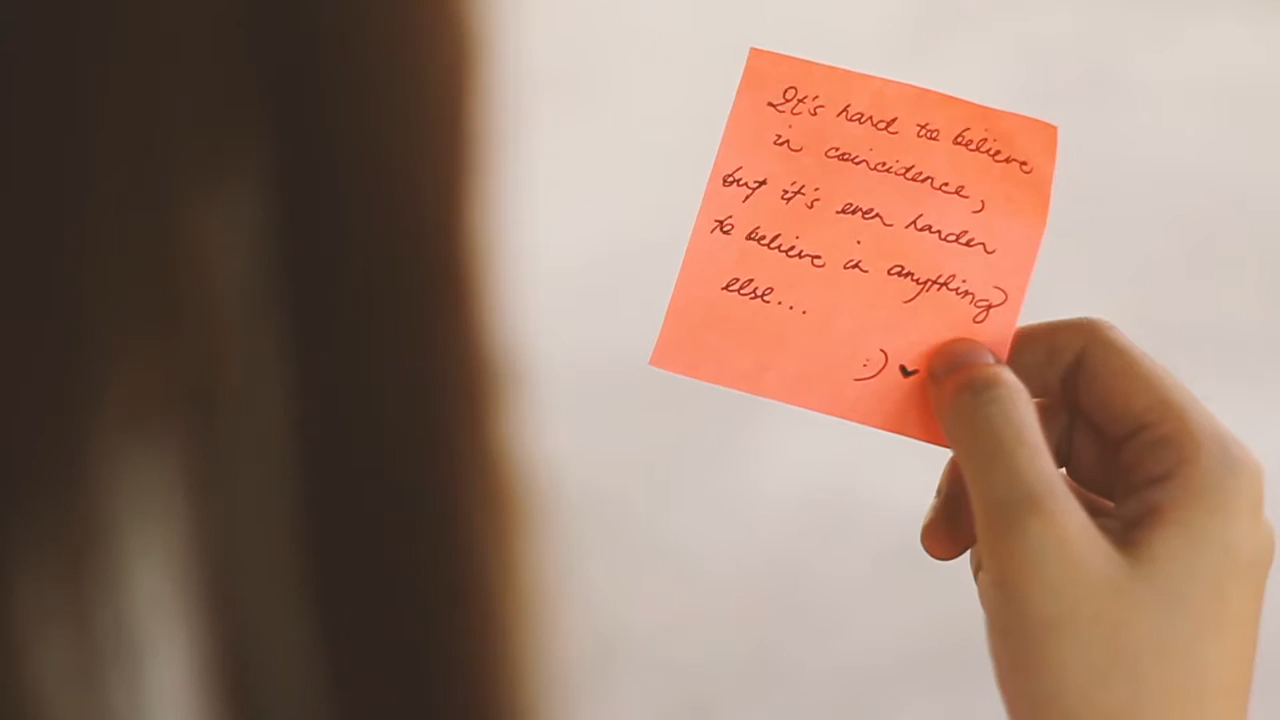 It's hard to believe
in coincidence,
but it's even harder
to believe in anything
else...
:) ♥